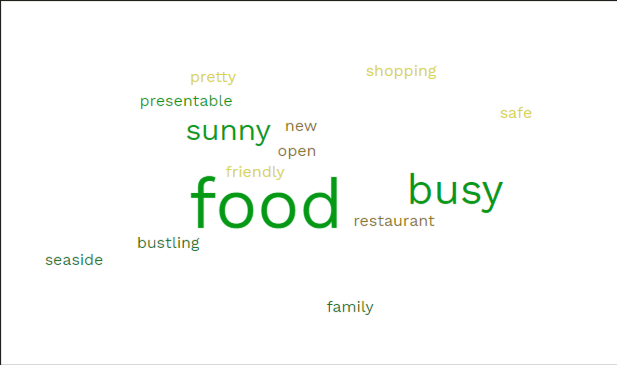 shopping
pretty
presentable
safe
sunny
new
open
friendly
food
busy
restaurant
bustling
seaside
family